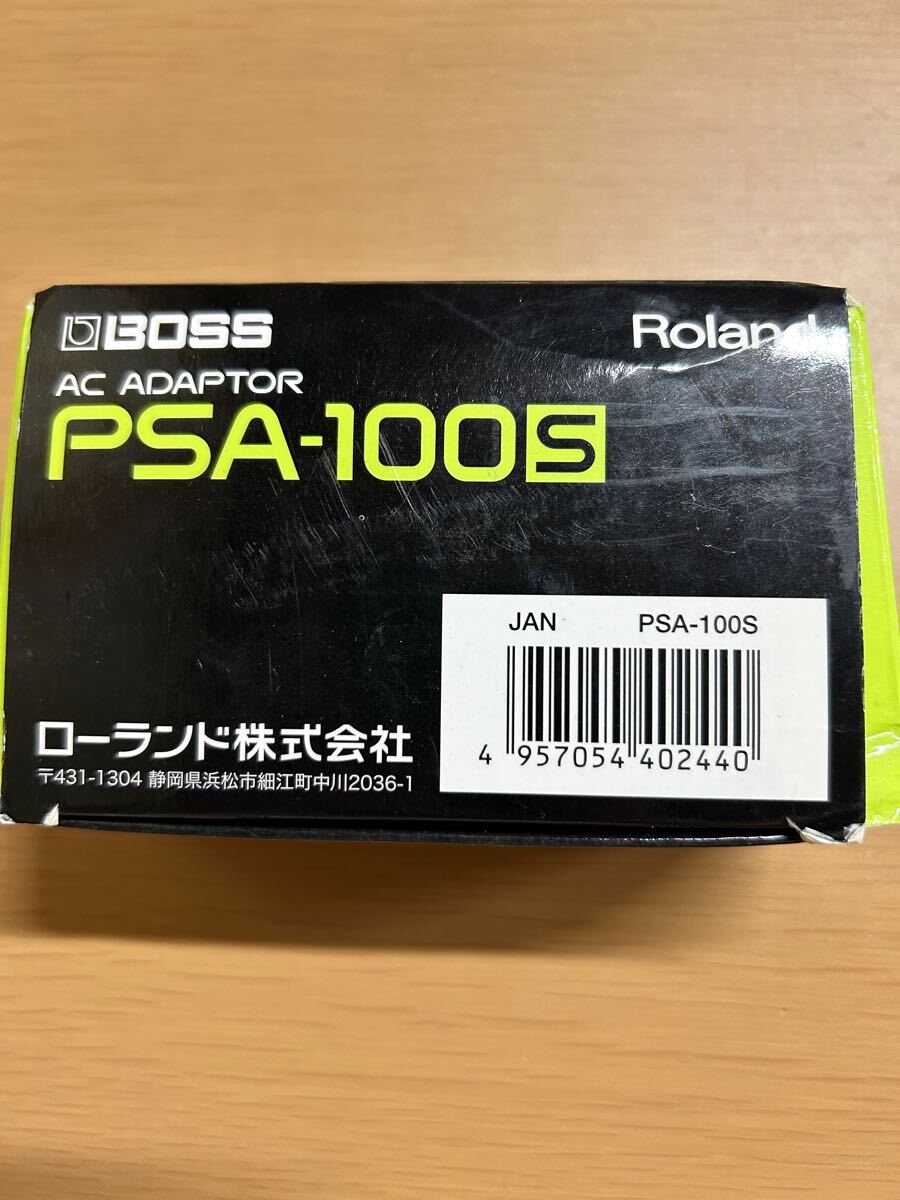 BOSS Roland
AC ADAPTOR
PSA-100S
JAN PSA-100S
4 957054 402440
ローランド株式会社
〒431-1304 静岡県浜松市細江町中川2036-1